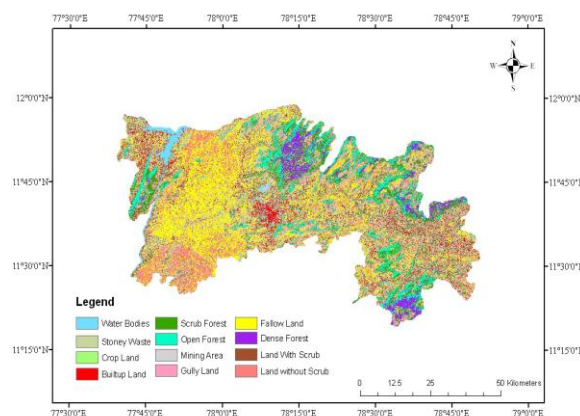 77°30'0"E 77°45'0"E 78°0'0"E 78°15'0"E 78°30'0"E 78°45'0"E 79°0'0"E
N
W E
S
12°0'0"N 12°0'0"N
11°45'0"N 11°45'0"N
11°30'0"N 11°30'0"N
11°15'0"N 11°15'0"N
Legend
Water Bodies Scrub Forest Fallow Land
Stoney Waste Open Forest Dense Forest
Crop Land Mining Area Land With Scrub
Builtup Land Gully Land Land without Scrub
0 12.5 25 50 Kilometers
77°30'0"E 77°45'0"E 78°0'0"E 78°15'0"E 78°30'0"E 78°45'0"E 79°0'0"E